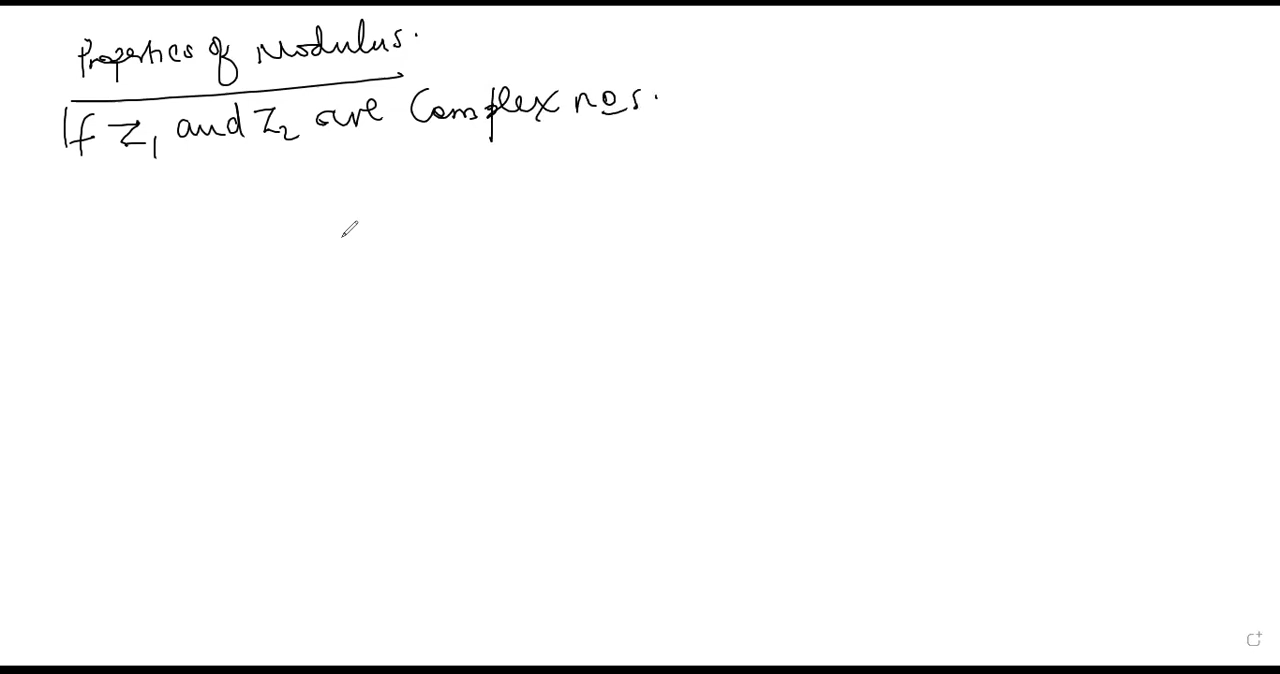 Properties of Modulus.
If Z₁ and Z₂ are Complex nos.